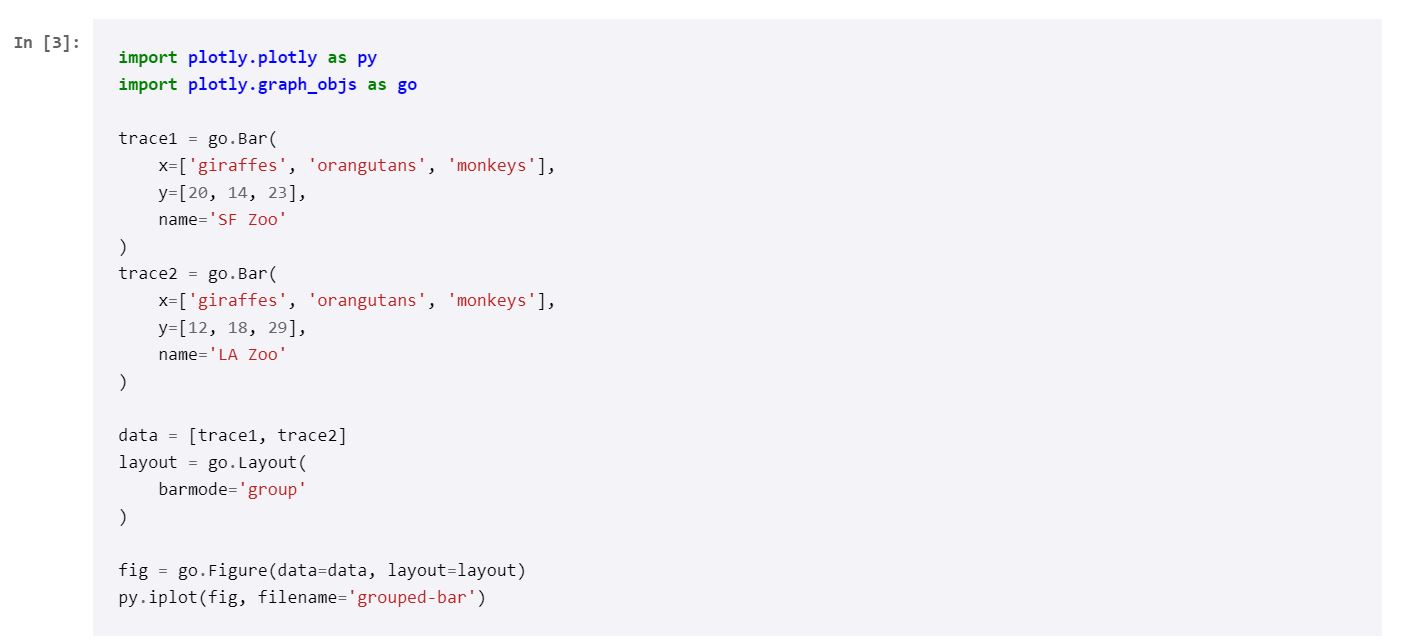 In [3]:
import plotly.plotly as py
import plotly.graph_objs as go

trace1 = go.Bar(
    x=['giraffes', 'orangutans', 'monkeys'],
    y=[20, 14, 23],
    name='SF Zoo'
)
trace2 = go.Bar(
    x=['giraffes', 'orangutans', 'monkeys'],
    y=[12, 18, 29],
    name='LA Zoo'
)

data = [trace1, trace2]
layout = go.Layout(
    barmode='group'
)

fig = go.Figure(data=data, layout=layout)
py.iplot(fig, filename='grouped-bar')